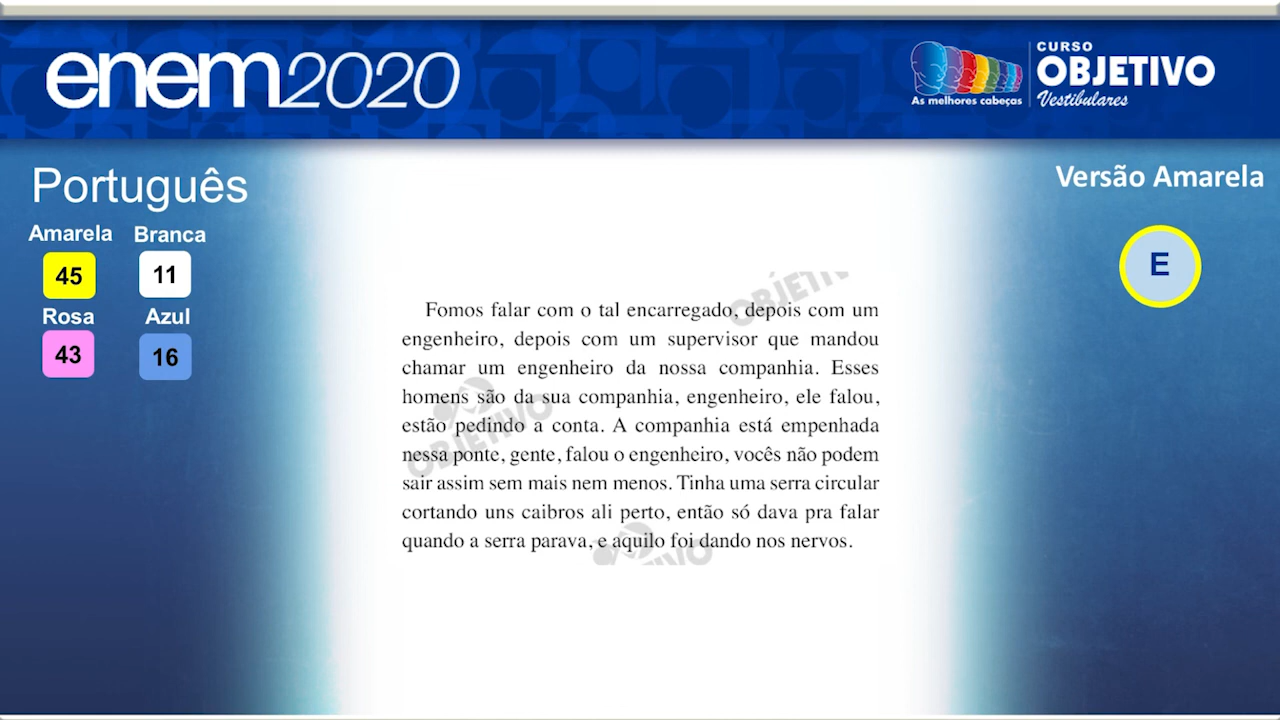 enem2020
CURSO
OBJETIVO
As melhores cabeças
Vestibulares
Português
Versão Amarela
Amarela Branca
45 11
Rosa Azul
43 16
E
OBJETIVO
Fomos falar com o tal encarregado, depois com um
engenheiro, depois com um supervisor que mandou
chamar um engenheiro da nossa companhia. Esses
homens são da sua companhia, engenheiro, ele falou,
estão pedindo a conta. A companhia está empenhada
nessa ponte, gente, falou o engenheiro, vocês não podem
sair assim sem mais nem menos. Tinha uma serra circular
cortando uns caibros ali perto, então só dava pra falar
quando a serra parava, e aquilo foi dando nos nervos.